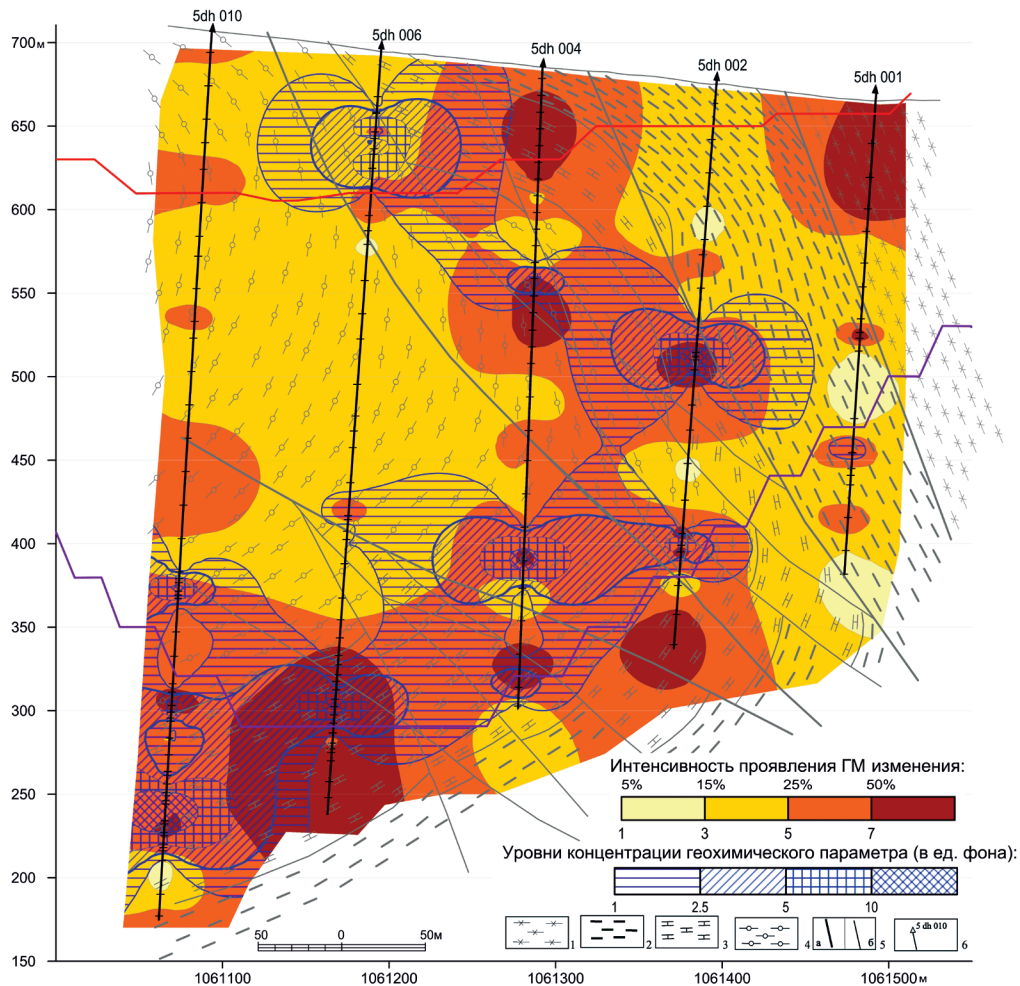 5dh 010
5dh 006
5dh 004
5dh 002
5dh 001
700м
650
600
550
500
450
400
350
300
250
200
150
Интенсивность проявления ГМ изменения:
5% 15% 25% 50%
1 3 5 7
Уровни концентрации геохимического параметра (в ед. фона):
1 2.5 5 10
1 2 3 4 а б 5 5 dh 010 6
50 0 50м
1061100 1061200 1061300 1061400 1061500м